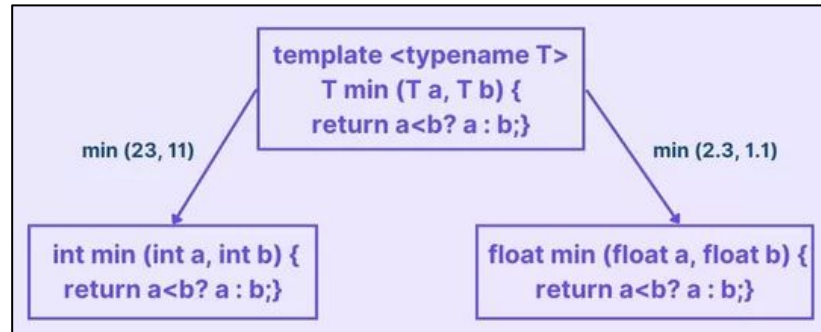 template <typename T>
T min (T a, T b) {
return a<b? a : b;}
min (23, 11)
min (2.3, 1.1)
int min (int a, int b) {
return a<b? a : b;}
float min (float a, float b) {
return a<b? a : b;}